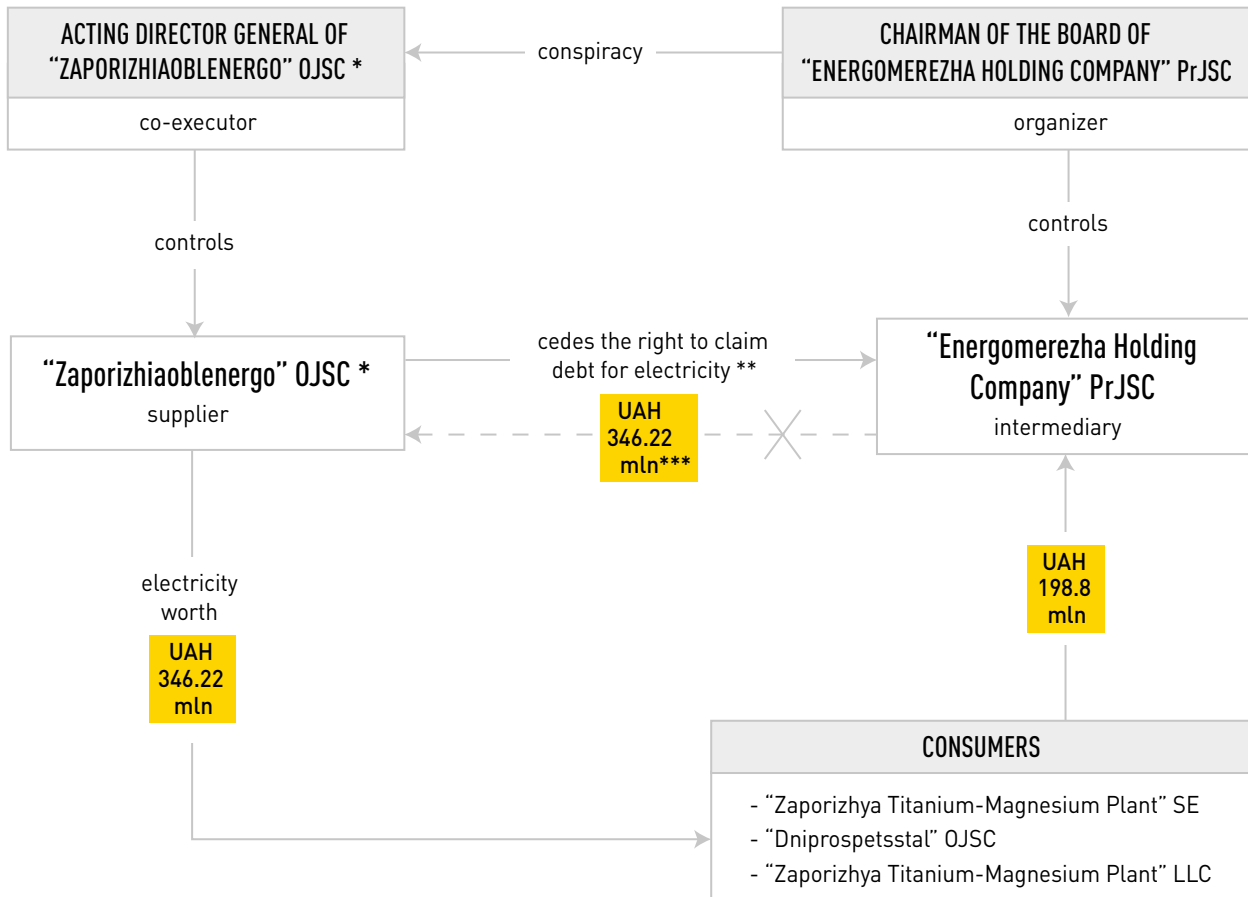 ACTING DIRECTOR GENERAL OF
“ZAPORIZHIAOBLENERGO” OJSC *
co-executor
conspiracy
CHAIRMAN OF THE BOARD OF
“ENERGOMEREZHA HOLDING COMPANY” PrJSC
organizer
controls
controls
“Zaporizhiaoblenergo” OJSC *
supplier
cedes the right to claim
debt for electricity **
UAH
346.22
mln***
“Energomerezha Holding
Company” PrJSC
intermediary
electricity
worth
UAH
346.22
mln
UAH
198.8
mln
CONSUMERS
- “Zaporizhya Titanium-Magnesium Plant” SE
- “Dniprospetsstal” OJSC
- “Zaporizhya Titanium-Magnesium Plant” LLC